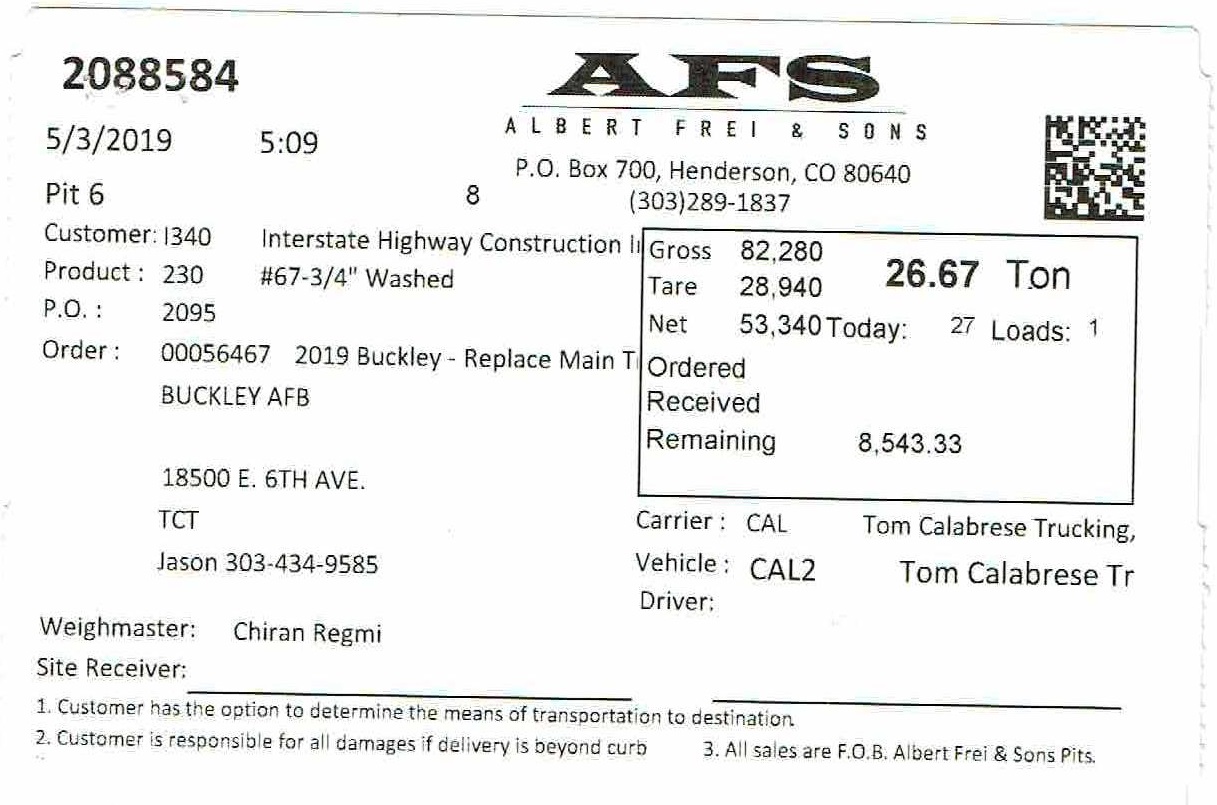 2088584
AFS
ALBERT FREI & SONS
5/3/2019 5:09
P.O. Box 700, Henderson, CO 80640
Pit 6 8 (303)289-1837
Customer: I340 Interstate Highway Construction I
Product : 230 #67-3/4" Washed
P.O. : 2095
Order : 00056467 2019 Buckley - Replace Main T
BUCKLEY AFB
18500 E. 6TH AVE.
TCT
Jason 303-434-9585
Gross 82,280 26.67 Ton
Tare 28,940
Net 53,340 Today: 27 Loads: 1
Ordered
Received
Remaining 8,543.33
Carrier : CAL Tom Calabrese Trucking,
Vehicle : CAL2 Tom Calabrese Tr
Driver:
Weighmaster: Chiran Regmi
Site Receiver:
1. Customer has the option to determine the means of transportation to destination
2. Customer is responsible for all damages if delivery is beyond curb 3. All sales are F.O.B. Albert Frei & Sons Pits.